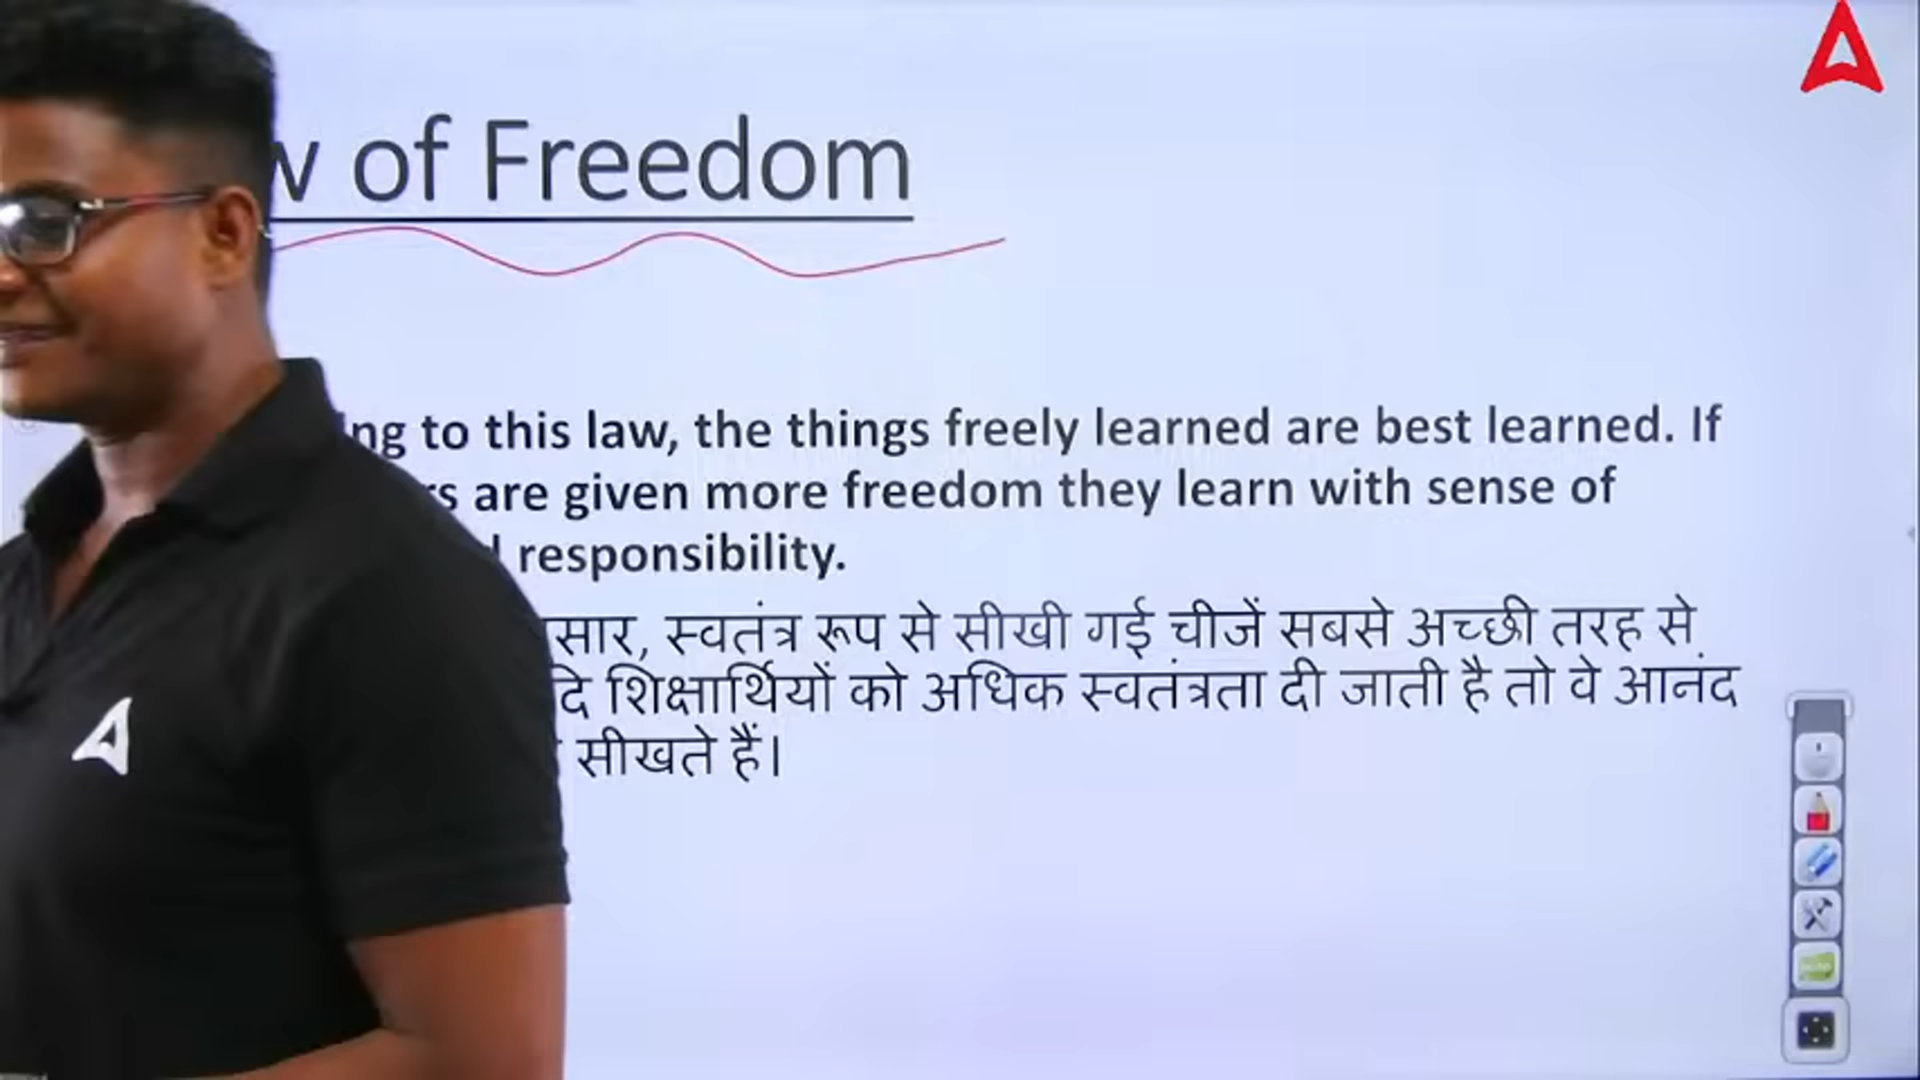 of Freedom
to this law, the things freely learned are best learned. If
are given more freedom they learn with sense of
responsibility.
स्वतंत्र रूप से सीखी गई चीजें सबसे अच्छी तरह से
शिक्षार्थियों को अधिक स्वतंत्रता दी जाती है तो वे आनंद
सीखते हैं।